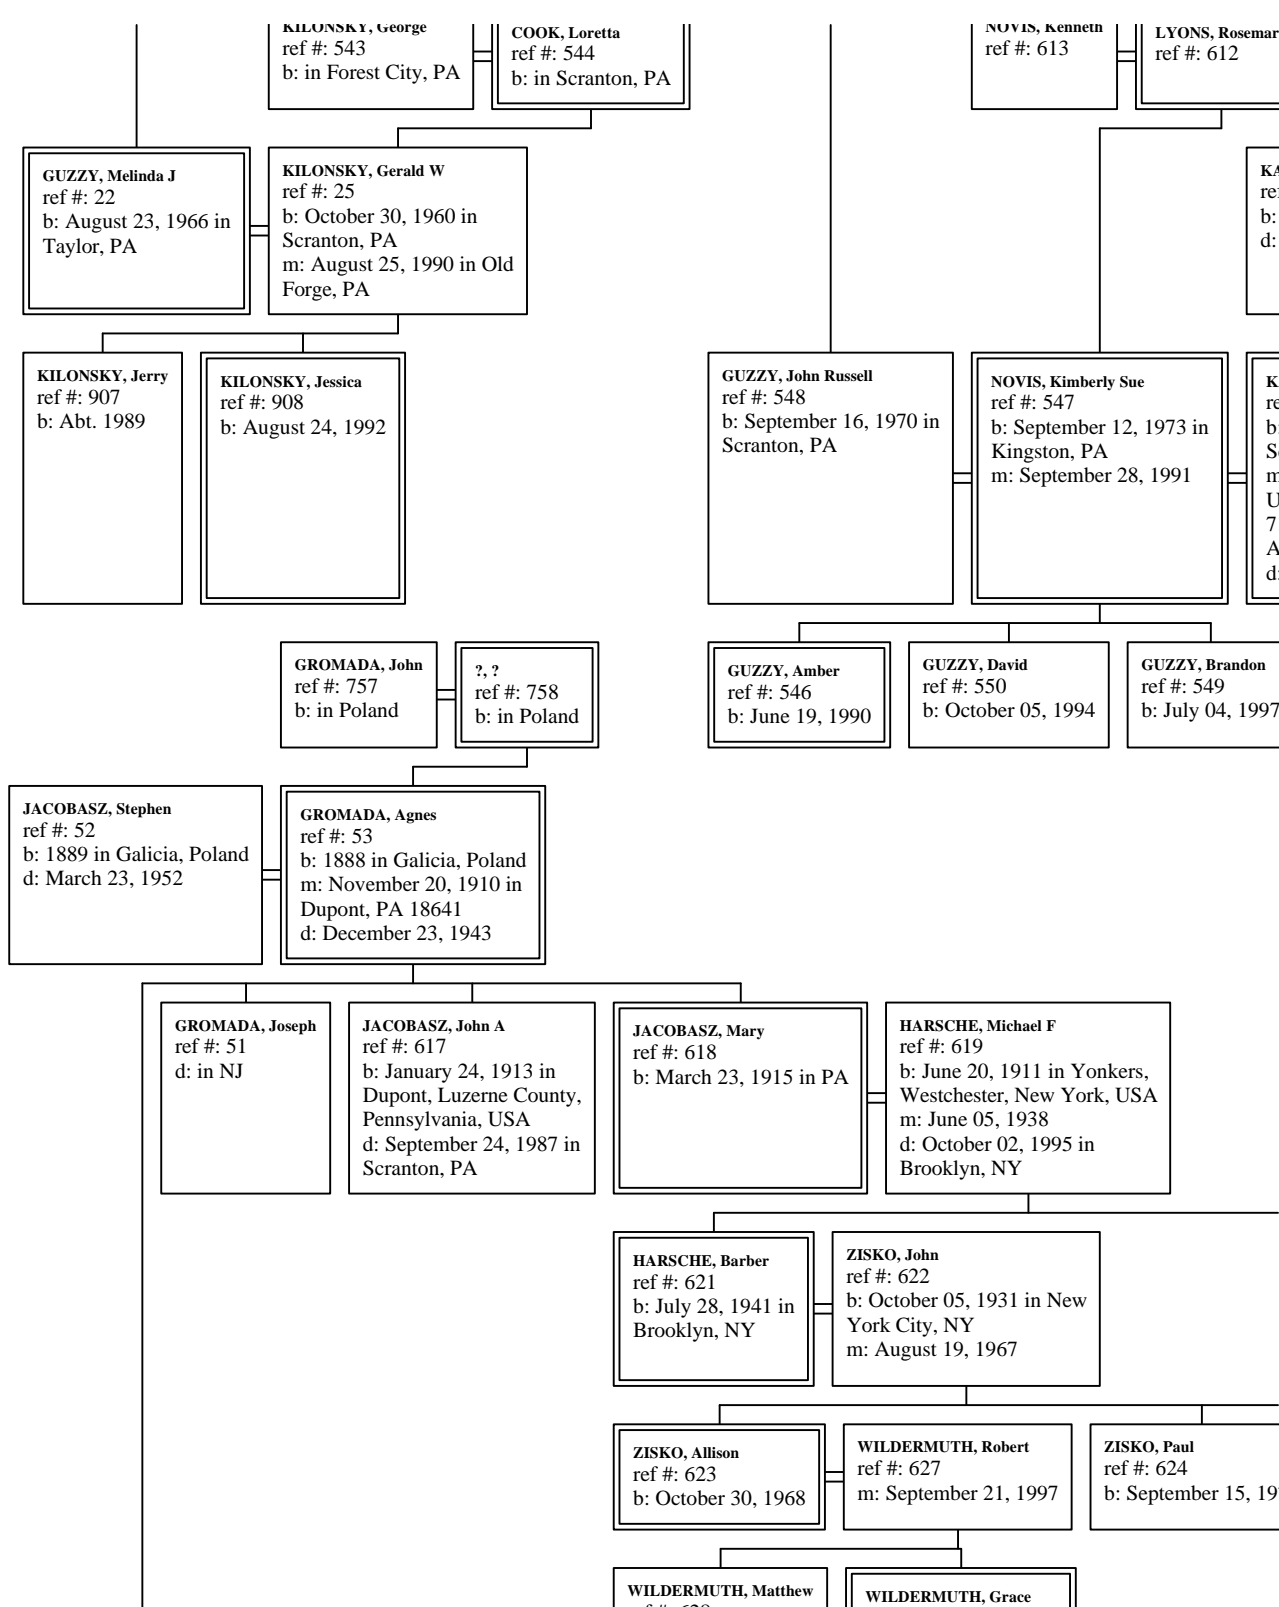 KILONSKY, George
ref #: 543
b: in Forest City, PA
COOK, Loretta
ref #: 544
b: in Scranton, PA
NOVIS, Kenneth
ref #: 613
LYONS, Rosemar
ref #: 612
GUZZY, Melinda J
ref #: 22
b: August 23, 1966 in
Taylor, PA
KILONSKY, Gerald W
ref #: 25
b: October 30, 1960 in
Scranton, PA
m: August 25, 1990 in Old
Forge, PA
KA
ref
b:
d:
KILONSKY, Jerry
ref #: 907
b: Abt. 1989
KILONSKY, Jessica
ref #: 908
b: August 24, 1992
GUZZY, John Russell
ref #: 548
b: September 16, 1970 in
Scranton, PA
NOVIS, Kimberly Sue
ref #: 547
b: September 12, 1973 in
Kingston, PA
m: September 28, 1991
K
re
b:
S
m
U
7
A
d:
GROMADA, John
ref #: 757
b: in Poland
?, ?
ref #: 758
b: in Poland
GUZZY, Amber
ref #: 546
b: June 19, 1990
GUZZY, David
ref #: 550
b: October 05, 1994
GUZZY, Brandon
ref #: 549
b: July 04, 1997
JACOBASZ, Stephen
ref #: 52
b: 1889 in Galicia, Poland
d: March 23, 1952
GROMADA, Agnes
ref #: 53
b: 1888 in Galicia, Poland
m: November 20, 1910 in
Dupont, PA 18641
d: December 23, 1943
GROMADA, Joseph
ref #: 51
d: in NJ
JACOBASZ, John A
ref #: 617
b: January 24, 1913 in
Dupont, Luzerne County,
Pennsylvania, USA
d: September 24, 1987 in
Scranton, PA
JACOBASZ, Mary
ref #: 618
b: March 23, 1915 in PA
HARSCHE, Michael F
ref #: 619
b: June 20, 1911 in Yonkers,
Westchester, New York, USA
m: June 05, 1938
d: October 02, 1995 in
Brooklyn, NY
HARSCHE, Barber
ref #: 621
b: July 28, 1941 in
Brooklyn, NY
ZISKO, John
ref #: 622
b: October 05, 1931 in New
York City, NY
m: August 19, 1967
ZISKO, Allison
ref #: 623
b: October 30, 1968
WILDERMUTH, Robert
ref #: 627
m: September 21, 1997
ZISKO, Paul
ref #: 624
b: September 15, 19
WILDERMUTH, Matthew
WILDERMUTH, Grace